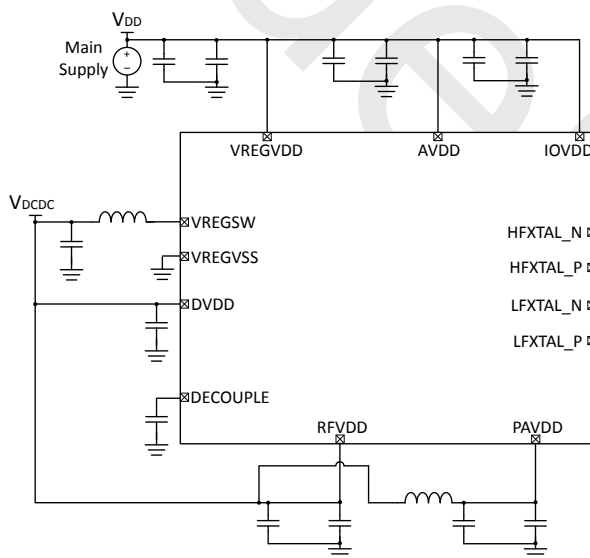 VDD
Main
Supply
+
−
VREGVDD
AVDD
IOVDD
VDCDC
VREGSW
VREGVSS
DVDD
DECOUPLE
HFXTAL_N
HFXTAL_P
LFXTAL_N
LFXTAL_P
RFVDD
PAVDD